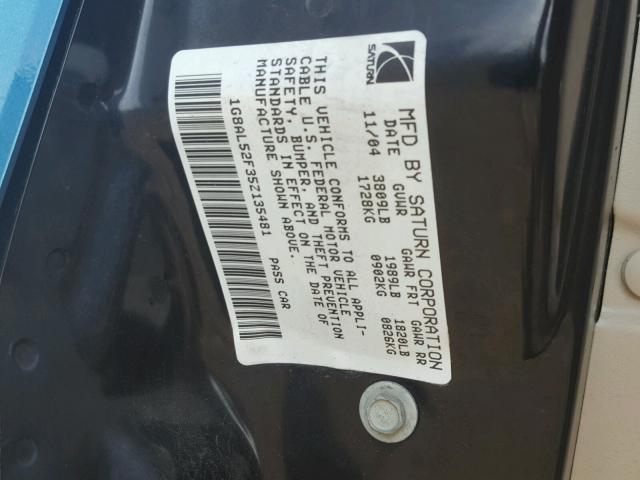 SATURN
MFD BY SATURN CORPORATION
DATE GVWR GAWR FRT GAWR RR
11/04 3809LB 1989LB 1820LB
1728KG 0902KG 0826KG
THIS VEHICLE CONFORMS TO ALL APPLI-
CABLE U.S. FEDERAL MOTOR VEHICLE
SAFETY, BUMPER, AND THEFT PREVENTION
STANDARDS IN EFFECT ON THE DATE OF
MANUFACTURE SHOWN ABOVE.
1G8AL52F35Z135481 PASS CAR